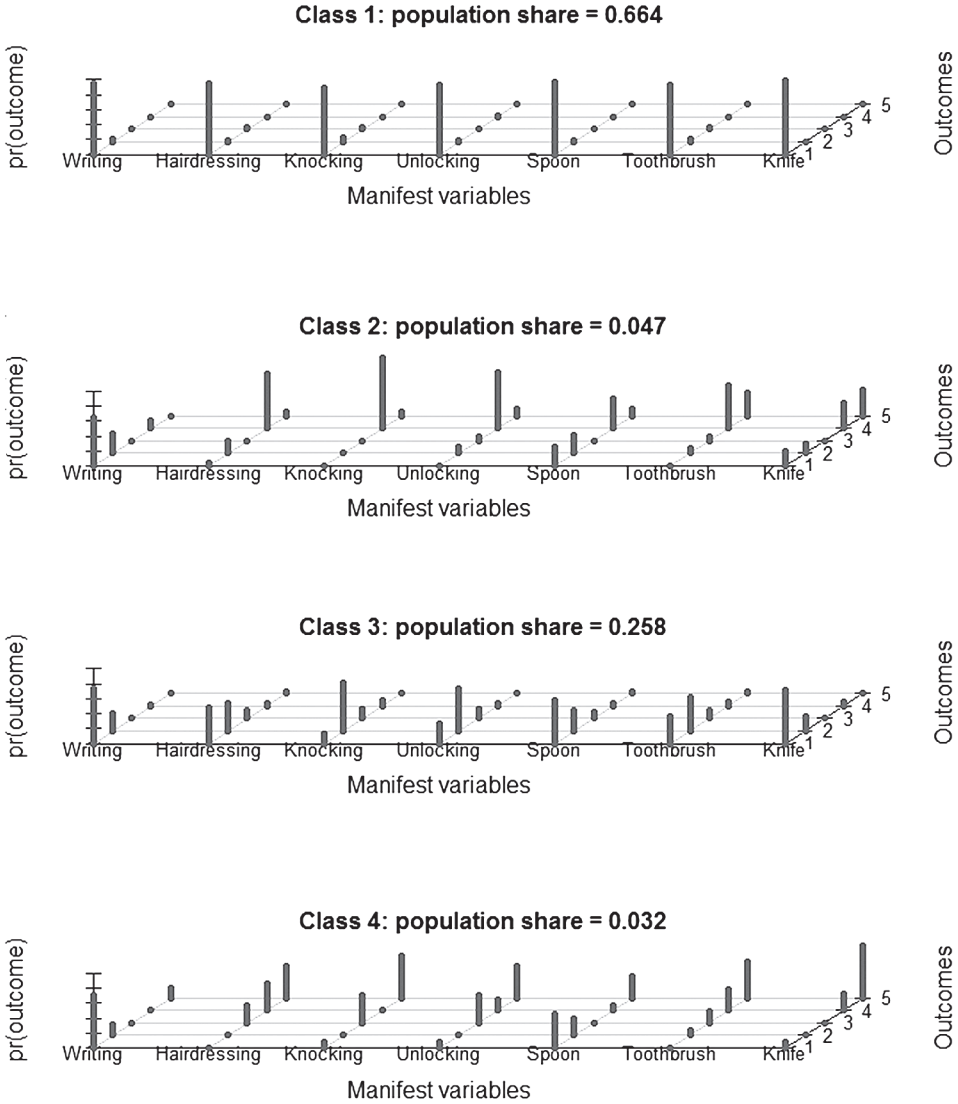 Class 1: population share = 0.664
pr(outcome)
Outcomes
1 2 3 4 5
Writing Hairdressing Knocking Unlocking Spoon Toothbrush Knife
Manifest variables
Class 2: population share = 0.047
pr(outcome)
Outcomes
1 2 3 4 5
Writing Hairdressing Knocking Unlocking Spoon Toothbrush Knife
Manifest variables
Class 3: population share = 0.258
pr(outcome)
Outcomes
1 2 3 4 5
Writing Hairdressing Knocking Unlocking Spoon Toothbrush Knife
Manifest variables
Class 4: population share = 0.032
pr(outcome)
Outcomes
1 2 3 4 5
Writing Hairdressing Knocking Unlocking Spoon Toothbrush Knife
Manifest variables